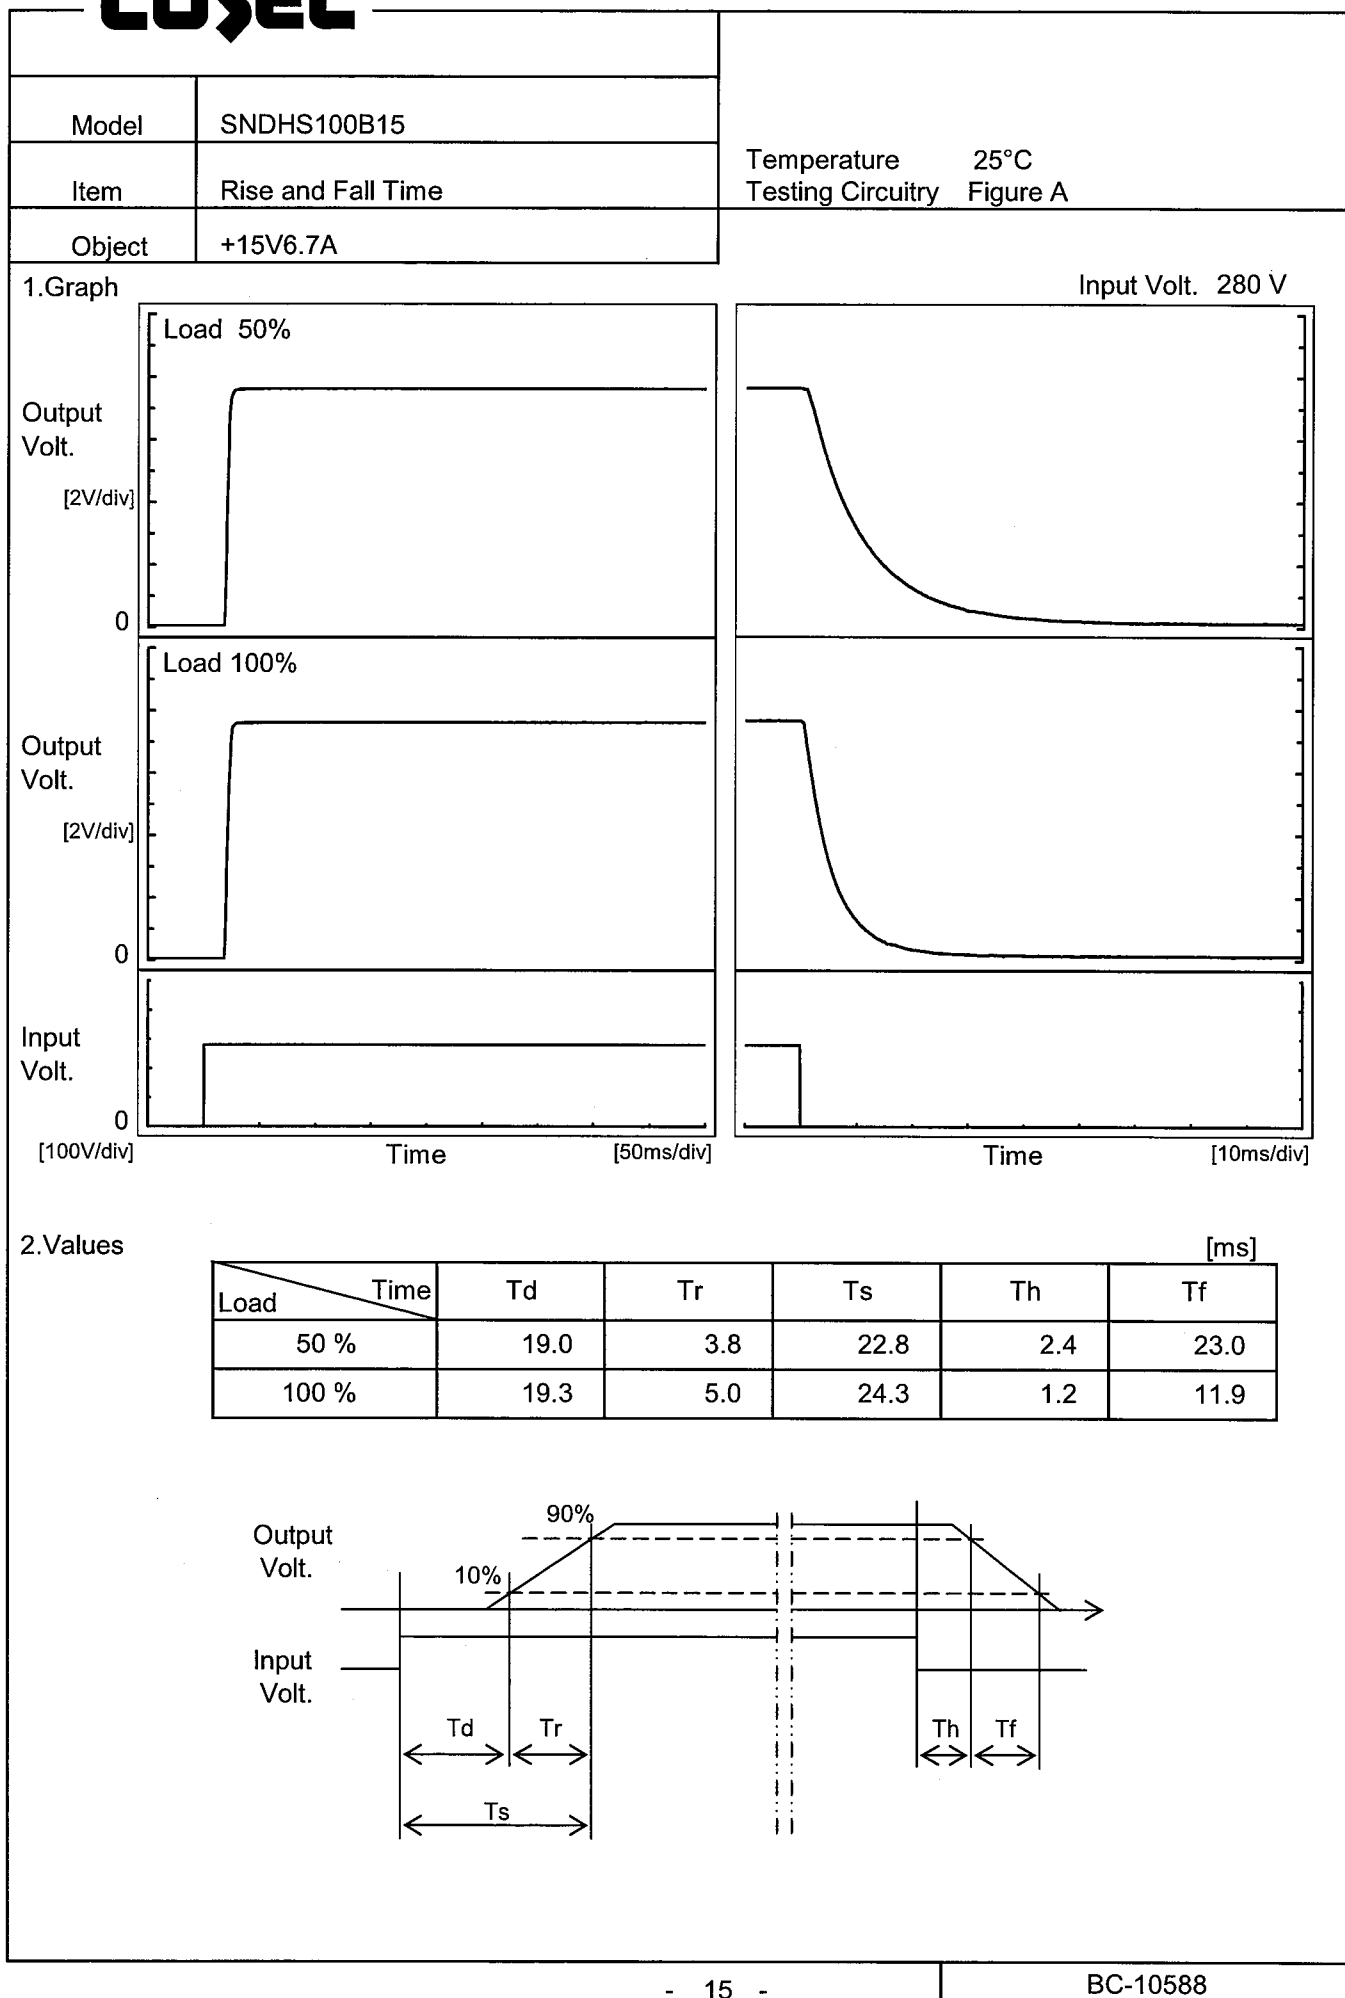 COSEL
Model SNDHS100B15
Temperature 25°C
Item Rise and Fall Time
Testing Circuitry Figure A
Object +15V6.7A
1.Graph
Input Volt. 280 V
Load 50%
Output
Volt.
[2V/div]
0
Load 100%
Output
Volt.
[2V/div]
0
Input
Volt.
0
[100V/div] Time [50ms/div] Time [10ms/div]
2.Values
[ms]
Time Td Tr Ts Th Tf
Load
50 % 19.0 3.8 22.8 2.4 23.0
100 % 19.3 5.0 24.3 1.2 11.9
90%
Output
Volt.
10%
Input
Volt.
Td Tr Th Tf
Ts
- 15 -
BC-10588